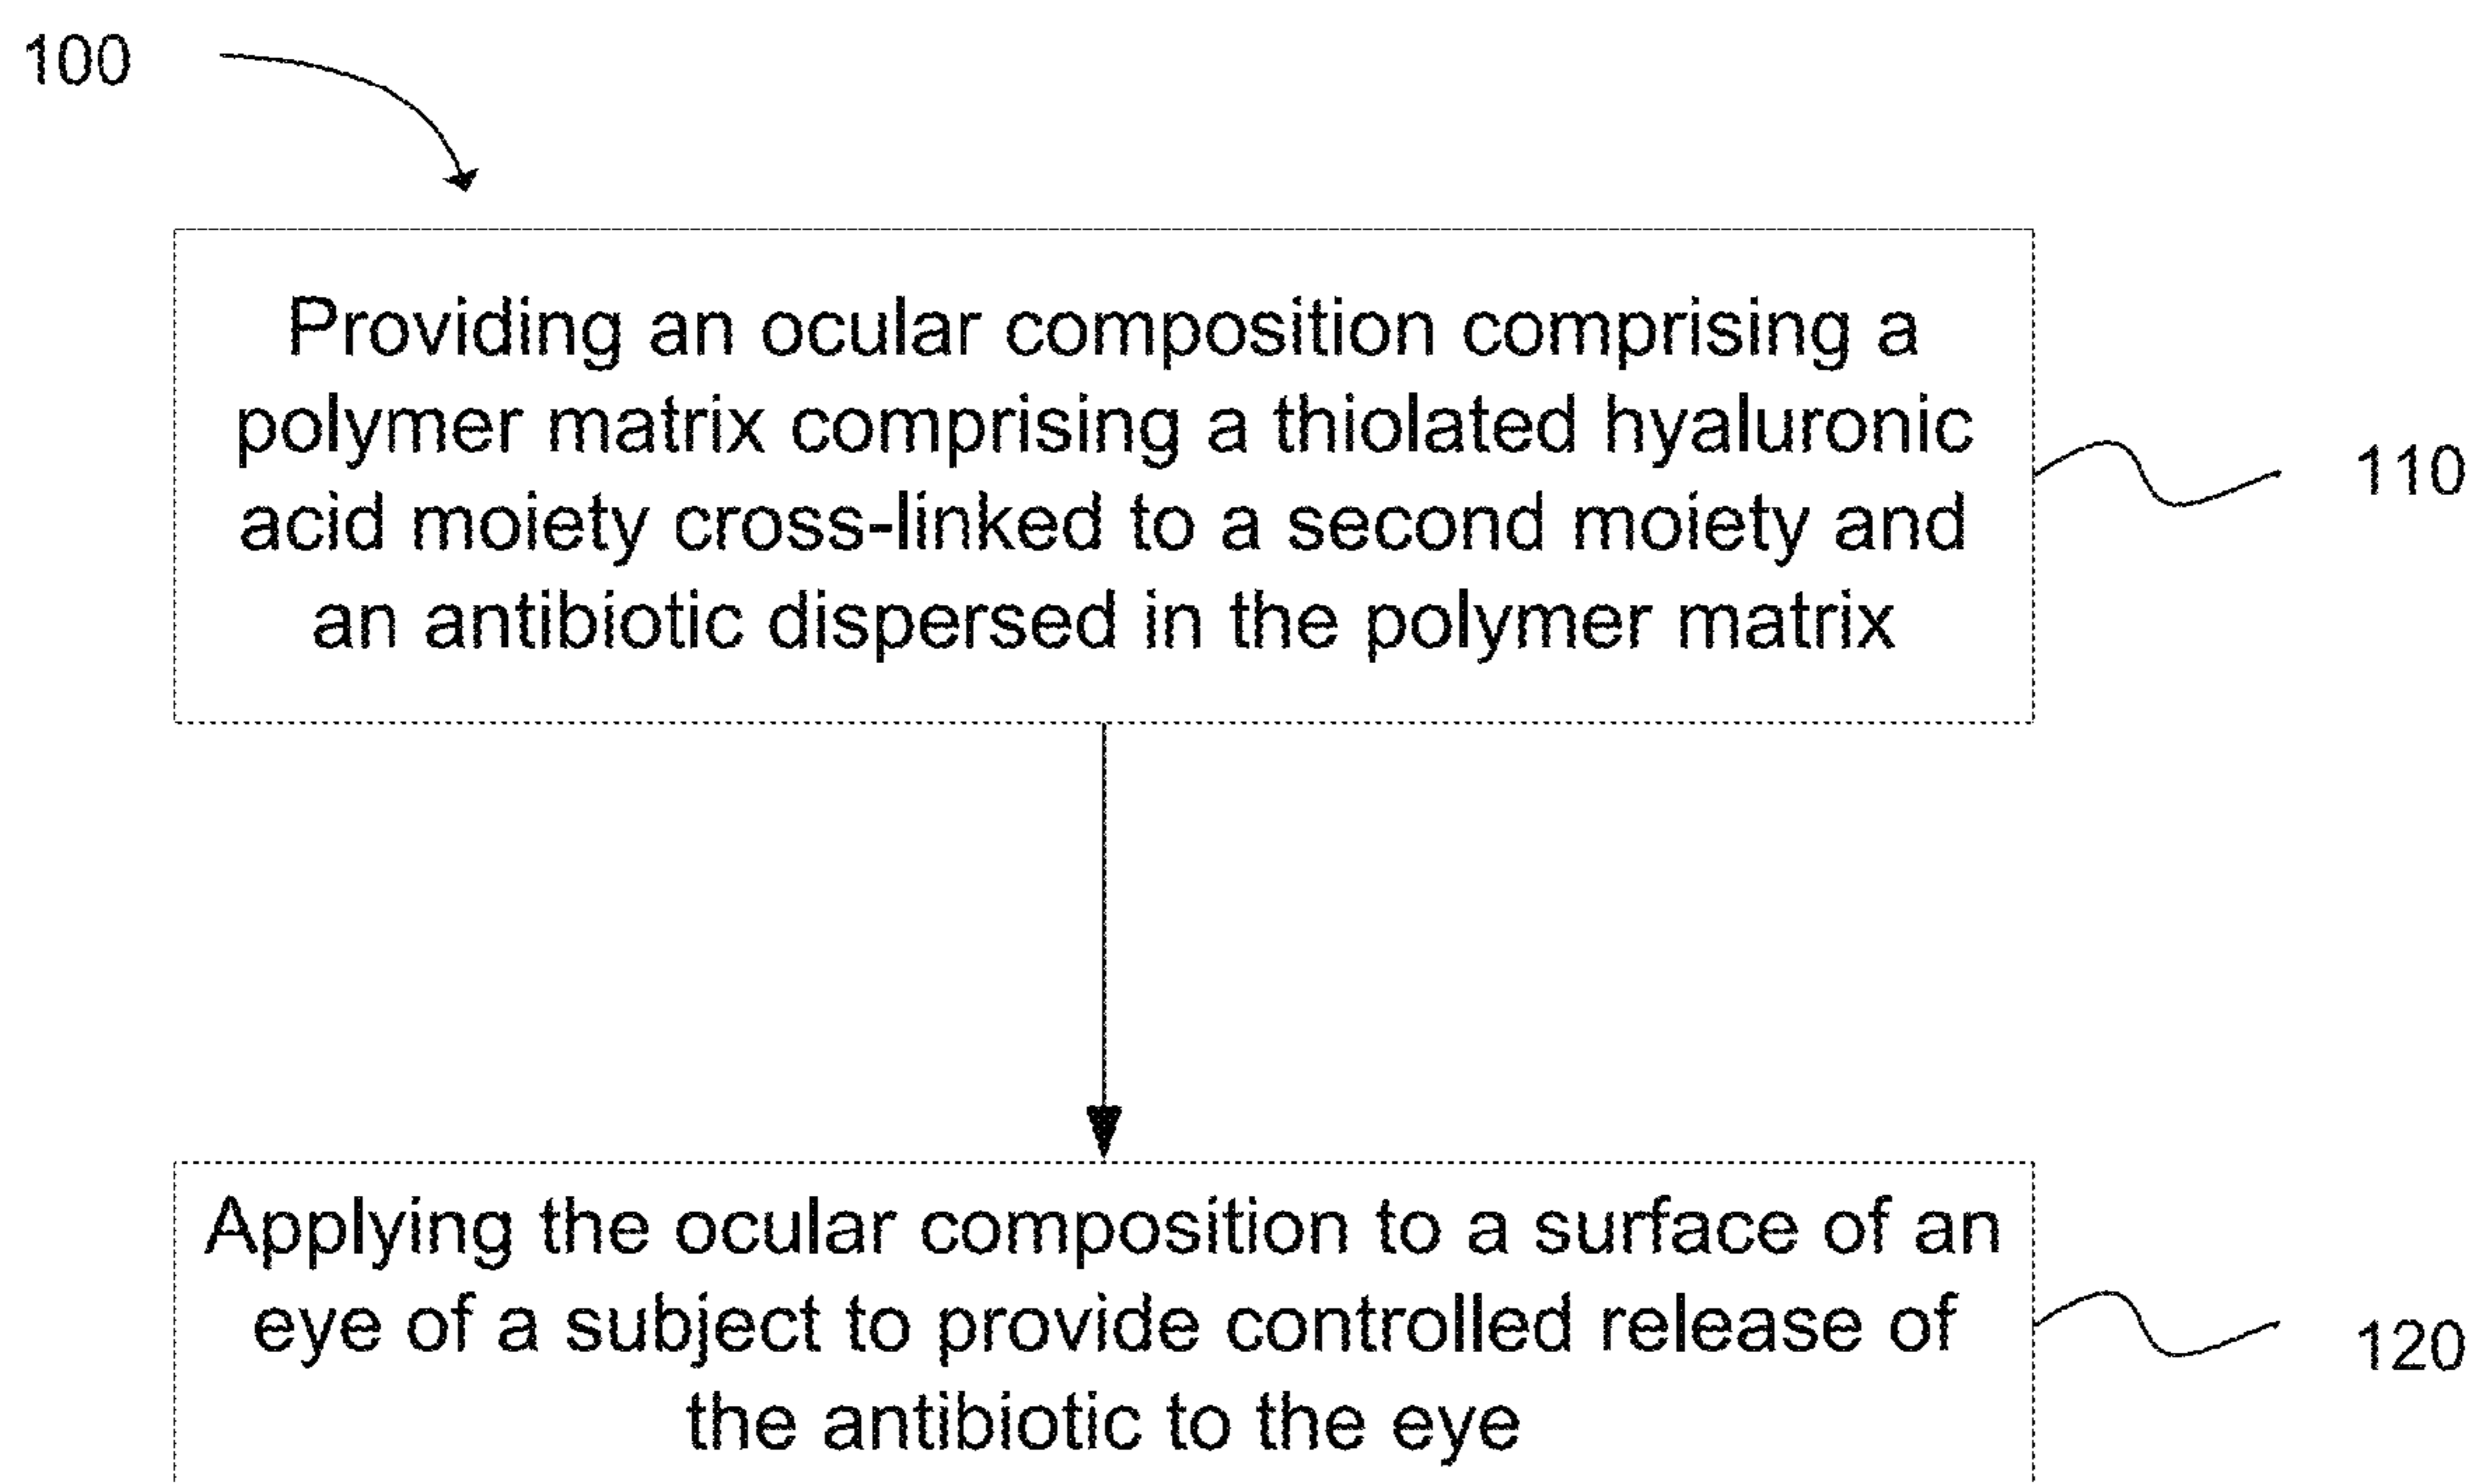 100
Providing an ocular composition comprising a
polymer matrix comprising a thiolated hyaluronic
acid moiety cross-linked to a second moiety and
an antibiotic dispersed in the polymer matrix
110
Applying the ocular composition to a surface of an
eye of a subject to provide controlled release of
the antibiotic to the eye
120